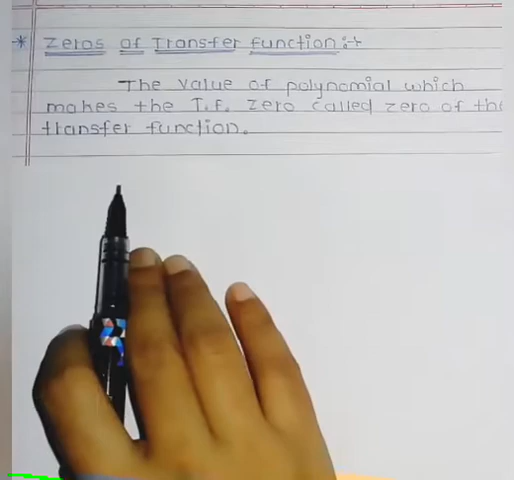 * Zeros of Transfer function :-
The value of polynomial which
makes the T.f. zero called zero of the
transfer function.